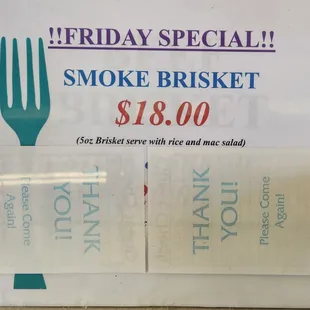 !!FRIDAY SPECIAL!!
SMOKE BRISKET
$18.00
(5oz Brisket serve with rice and mac salad)
THANK
YOU!
Please Come
Again!
THANK
YOU!
Please Come
Again!